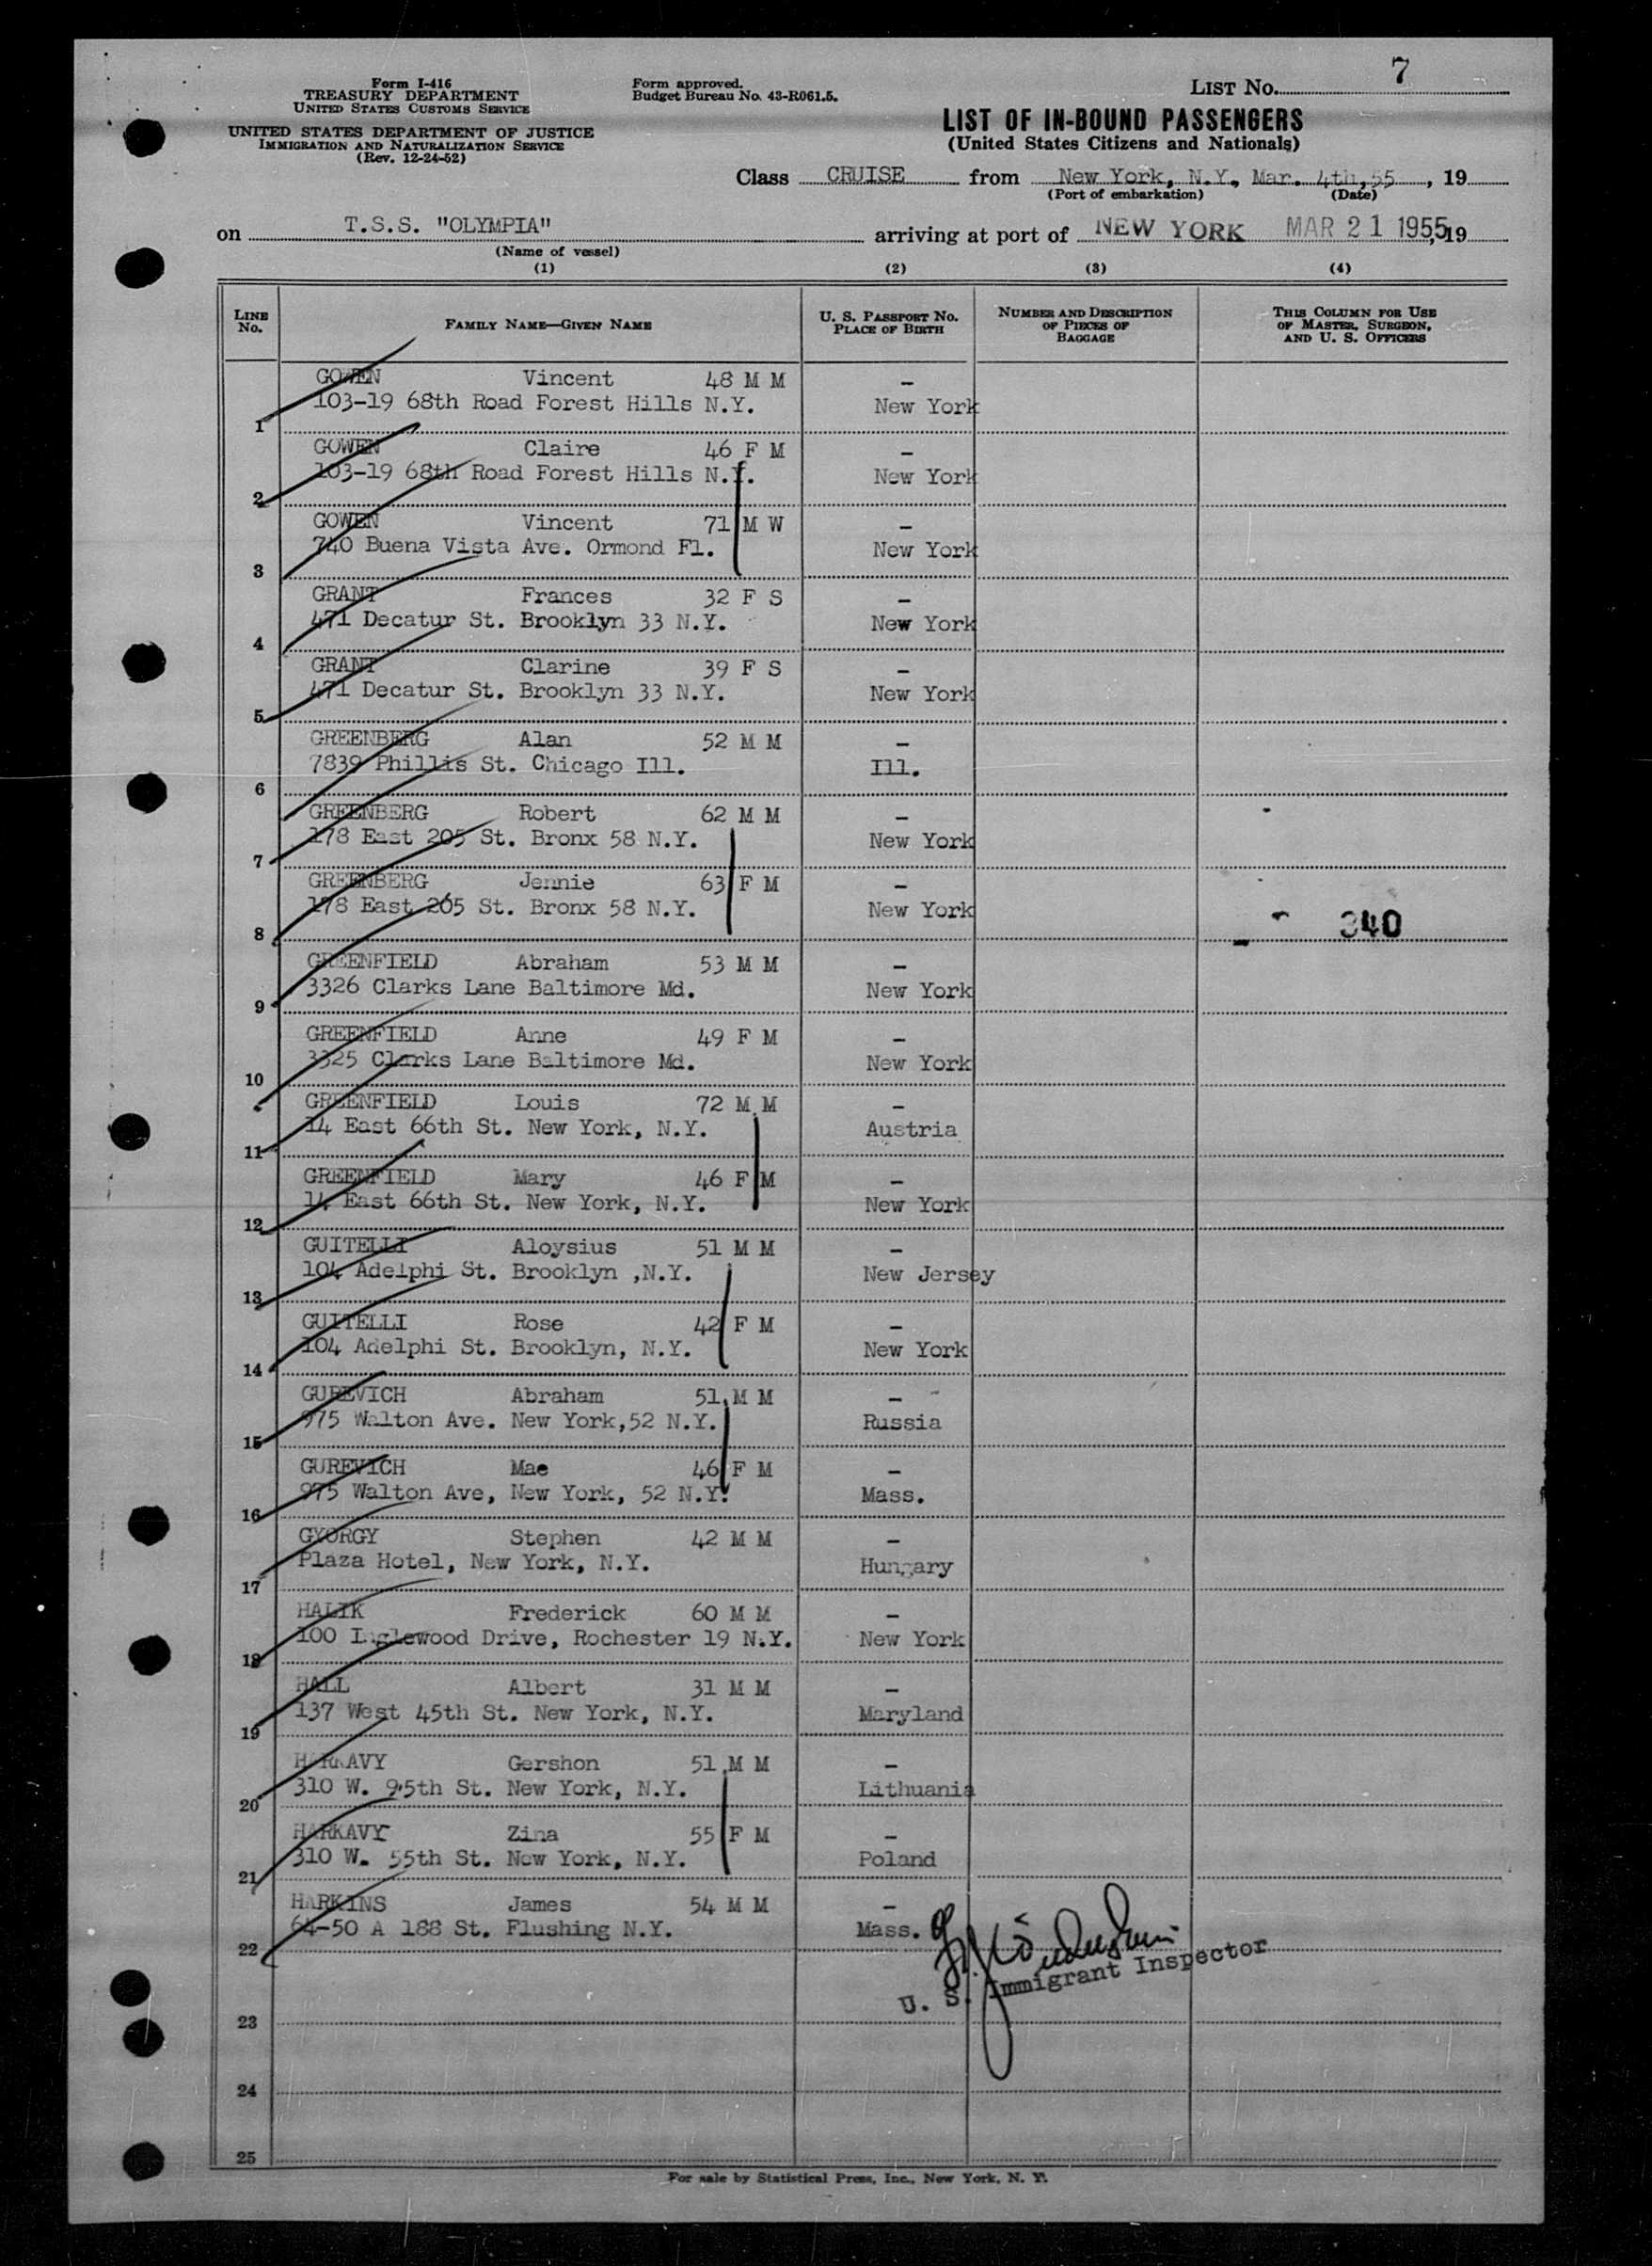 Form I-416
TREASURY DEPARTMENT
UNITED STATES CUSTOMS SERVICE
UNITED STATES DEPARTMENT OF JUSTICE
IMMIGRATION AND NATURALIZATION SERVICE
(Rev. 12-24-52)
Form approved.
Budget Bureau No. 43-R061.5.
LIST NO. 7
LIST OF IN-BOUND PASSENGERS
(United States Citizens and Nationals)
Class CRUISE from New York, N.Y., Mar. 4th,55, 19
(Port of embarkation) (Date)
on T.S.S. "OLYMPIA" arriving at port of NEW YORK MAR 21 1955, 19
(Name of vessel)
(1) (2) (3) (4)
LINE NO. FAMILY NAME—GIVEN NAME U. S. PASSPORT NO. PLACE OF BIRTH NUMBER AND DESCRIPTION OF PIECES OF BAGGAGE THIS COLUMN FOR USE OF MASTER, SURGEON, AND U. S. OFFICERS
GOWEN Vincent 48 M M -
1 103-19 68th Road Forest Hills N.Y. New York
GOWEN Claire 46 F M -
2 103-19 68th Road Forest Hills N.Y. New York
GOWEN Vincent 71 M W -
3 740 Buena Vista Ave. Ormond Fl. New York
GRANT Frances 32 F S -
4 471 Decatur St. Brooklyn 33 N.Y. New York
GRANT Clarine 39 F S -
5 471 Decatur St. Brooklyn 33 N.Y. New York
GREENBERG Alan 52 M M -
6 7839 Phillis St. Chicago Ill. Ill.
GREENBERG Robert 62 M M -
7 178 East 205 St. Bronx 58 N.Y. New York
GREENBERG Jennie 63 F M -
8 178 East 205 St. Bronx 58 N.Y. New York 340
GREENFIELD Abraham 53 M M -
9 3326 Clarks Lane Baltimore Md. New York
GREENFIELD Anne 49 F M -
10 3325 Clarks Lane Baltimore Md. New York
GREENFIELD Louis 72 M M -
11 14 East 66th St. New York, N.Y. Austria
GREENFIELD Mary 46 F M -
12 14 East 66th St. New York, N.Y. New York
GUITELLI Aloysius 51 M M -
13 104 Adelphi St. Brooklyn ,N.Y. New Jersey
GUITELLI Rose 42 F M -
14 104 Adelphi St. Brooklyn, N.Y. New York
GUREVICH Abraham 51 M M -
15 975 Walton Ave. New York,52 N.Y. Russia
GUREVICH Mae 46 F M -
16 975 Walton Ave, New York, 52 N.Y. Mass.
GYORGY Stephen 42 M M -
17 Plaza Hotel, New York, N.Y. Hungary
HALIK Frederick 60 M M -
18 100 Inglewood Drive, Rochester 19 N.Y. New York
HALL Albert 31 M M -
19 137 West 45th St. New York, N.Y. Maryland
HARKAVY Gershon 51 M M -
20 310 W. 95th St. New York, N.Y. Lithuania
HARKAVY Zina 55 F M -
21 310 W. 55th St. New York, N.Y. Poland
HARKINS James 54 M M -
22 64-50 A 188 St. Flushing N.Y. Mass.
U. S. Immigrant Inspector
23
24
25
For sale by Statistical Press, Inc., New York, N. Y.